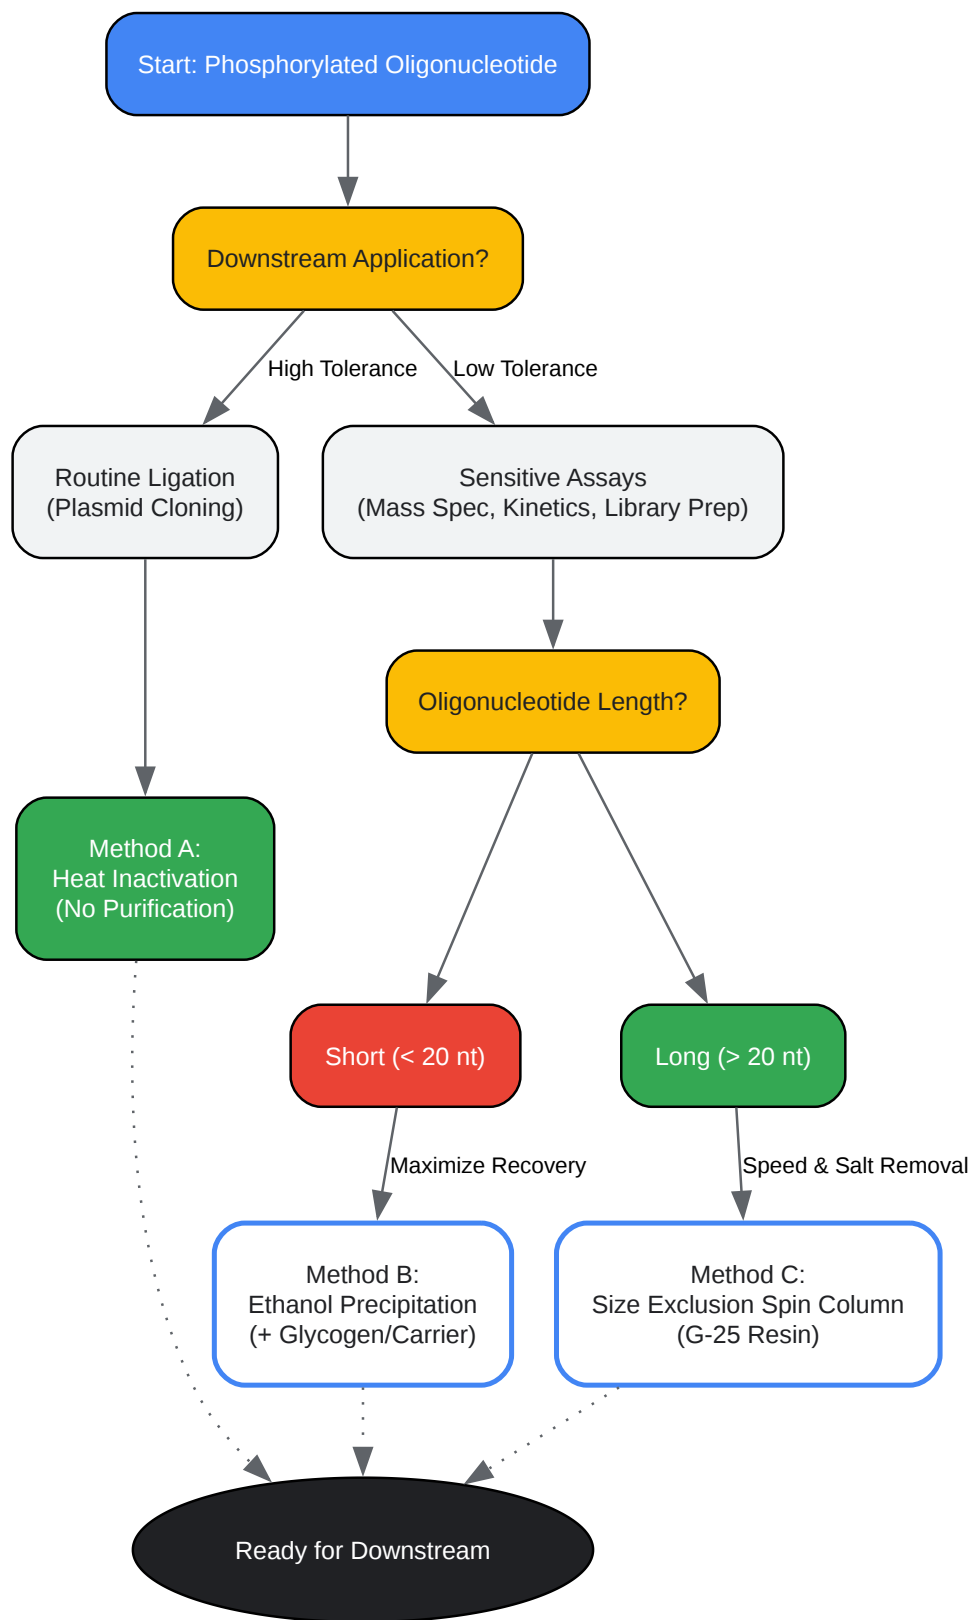 Start: Phosphorylated Oligonucleotide
Downstream Application?
High Tolerance
Low Tolerance
Routine Ligation
(Plasmid Cloning)
Sensitive Assays
(Mass Spec, Kinetics, Library Prep)
Oligonucleotide Length?
Method A:
Heat Inactivation
(No Purification)
Short (< 20 nt)
Long (> 20 nt)
Maximize Recovery
Speed & Salt Removal
Method B:
Ethanol Precipitation
(+ Glycogen/Carrier)
Method C:
Size Exclusion Spin Column
(G-25 Resin)
Ready for Downstream